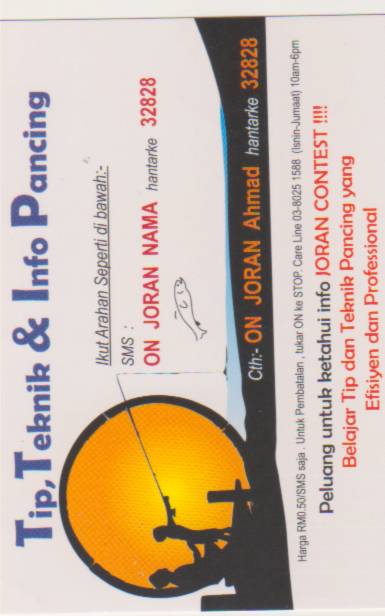 Tip, Teknik & Info Pancing
Ikut Arahan Seperti di bawah:-
SMS :
ON JORAN NAMA hantarke 32828
Cth:- ON JORAN Ahmad hantarke 32828
Harga RM0.50/SMS saja . Untuk Pembatalan , tukar ON ke STOP. Care Line 03-8025 1588 (Isnin-Jumaat) 10am-6pm
Peluang untuk ketahui info JORAN CONTEST !!!!
Belajar Tip dan Teknik Pancing yang
Efisiyen dan Professional